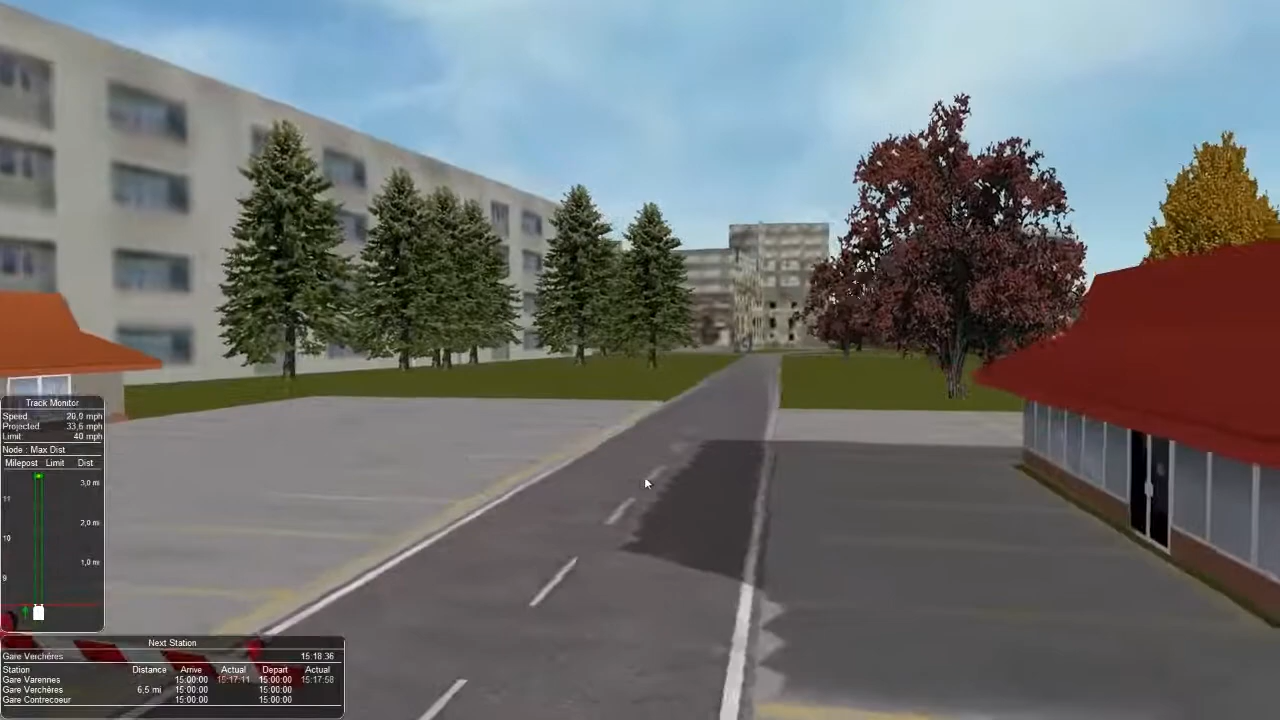 Track Monitor
Speed: 20,0 mph
Projected: 33,6 mph
Limit: 40 mph
Node : Max Dist
Milepost Limit Dist
3,0 mi
11
2,0 mi
10
1,0 mi
9
Next Station
Gare Verchères 15:18:36
Station Distance Arrive Actual Depart Actual
Gare Varennes 15:00:00 15:17:11 15:00:00 15:17:58
Gare Verchères 6,5 mi 15:00:00 15:00:00
Gare Contrecoeur 15:00:00 15:00:00